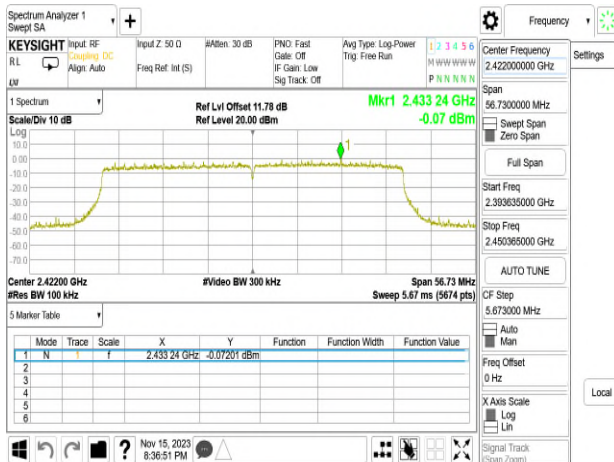 Spectrum Analyzer 1
Swept SA
Frequency
KEYSIGHT
RL
Input: RF
Coupling: DC
Align: Auto
Input Z: 50 Ω
Freq Ref: Int (S)
#Atten: 30 dB
PNO: Fast
Gate: Off
IF Gain: Low
Sig Track: Off
Avg Type: Log-Power
Trig: Free Run
1 2 3 4 5 6
M W W W W W
P N N N N N
Center Frequency
2.422000000 GHz
Settings
Span
56.7300000 MHz
Swept Span
Zero Span
Full Span
Start Freq
2.393635000 GHz
Stop Freq
2.450365000 GHz
AUTO TUNE
CF Step
5.673000 MHz
Auto
Man
Freq Offset
0 Hz
X Axis Scale
Log
Lin
Signal Track
(Span Zoom)
Local
1 Spectrum
Scale/Div 10 dB
Ref Lvl Offset 11.78 dB
Ref Level 20.00 dBm
Mkr1 2.433 24 GHz
-0.07 dBm
Log
10.0
0.00
-10.0
-20.0
-30.0
-40.0
-50.0
-60.0
-70.0
1
Center 2.42200 GHz
#Res BW 100 kHz
#Video BW 300 kHz
Span 56.73 MHz
Sweep 5.67 ms (5674 pts)
5 Marker Table
Mode Trace Scale X Y Function Function Width Function Value
1 N 1 f 2.433 24 GHz -0.07201 dBm
2
3
4
5
6
?
Nov 15, 2023
8:36:51 PM